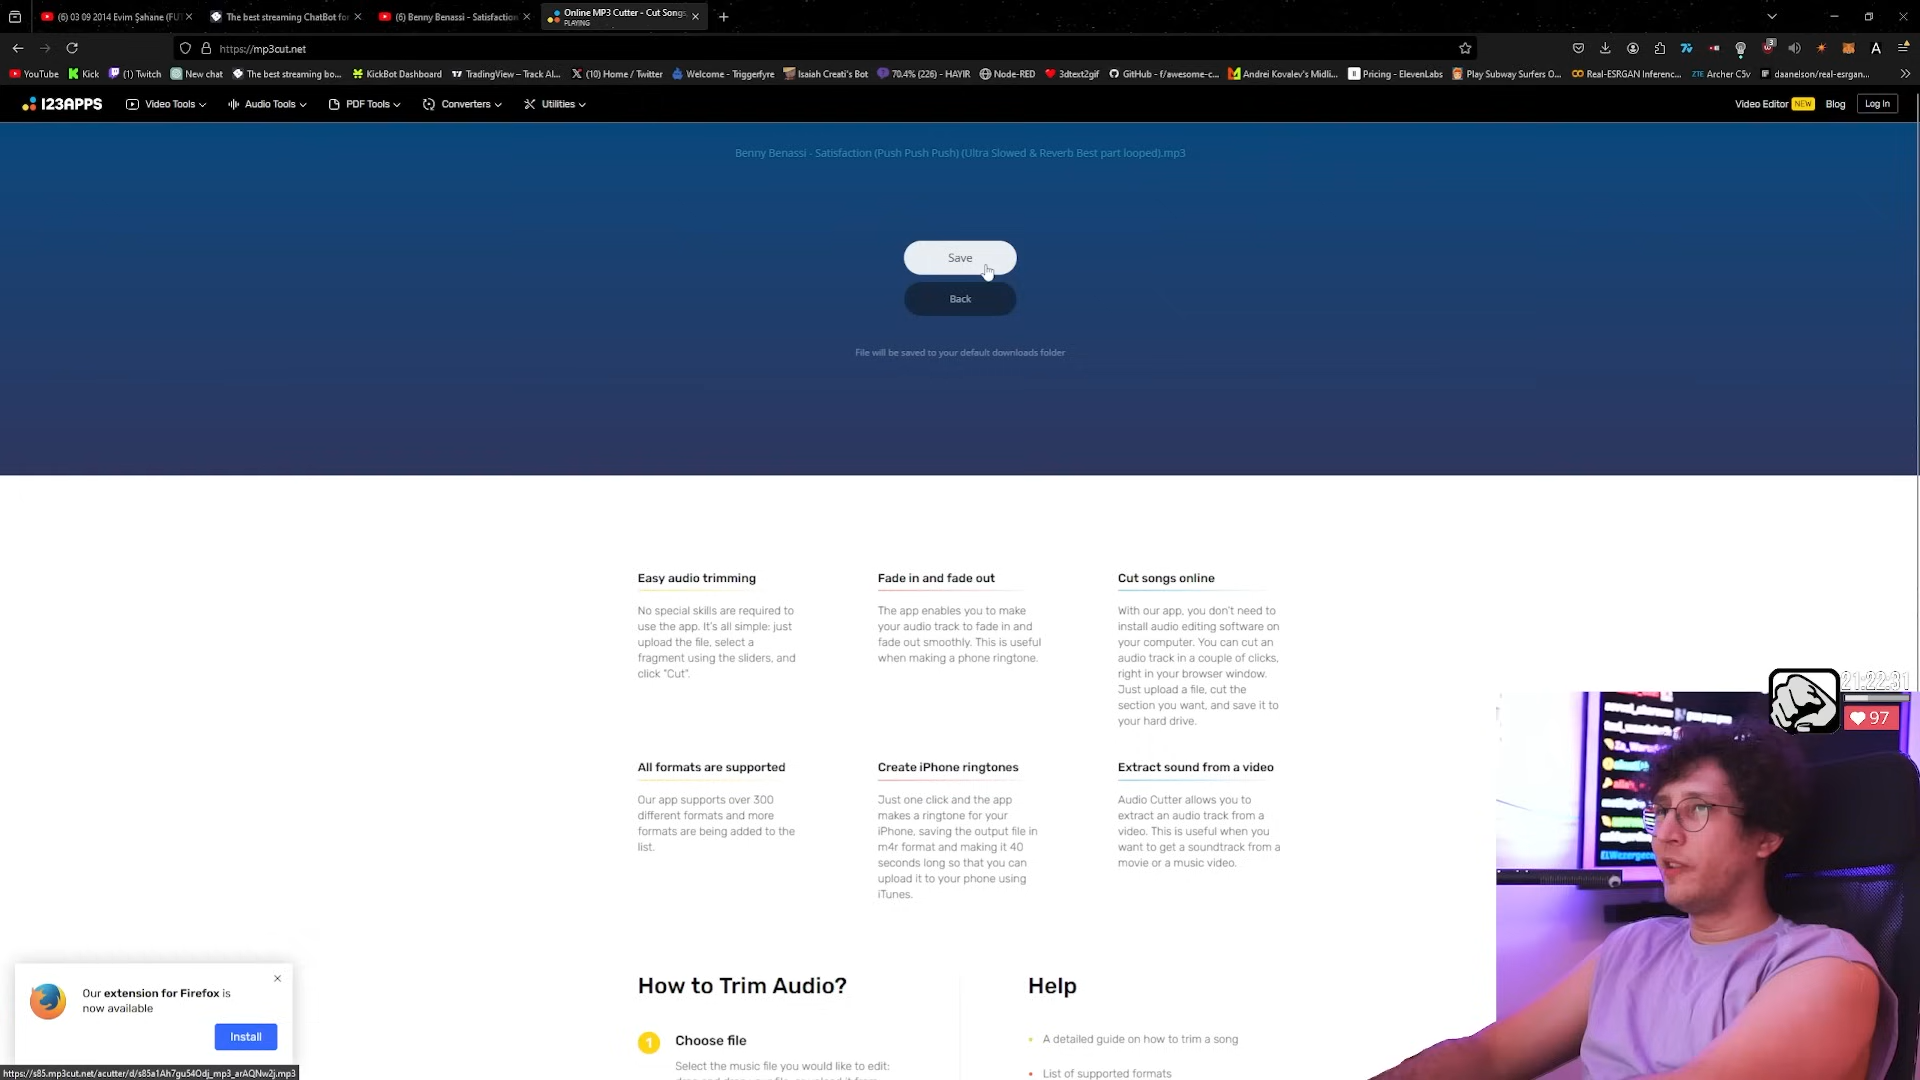 (6) 03 09 2014 Evim Şahane (FU
The best streaming ChatBot for
(6) Benny Benassi - Satisfaction
Online MP3 Cutter - Cut Songs,
PLAYING
https://mp3cut.net
YouTube
Kick
(1) Twitch
New chat
The best streaming bo...
KickBot Dashboard
TradingView – Track Al...
(10) Home / Twitter
Welcome - Triggerfyre
Isaiah Creati's Bot
70.4% (226) - HAYIR
Node-RED
3dtext2gif
GitHub - f/awesome-c...
Andrei Kovalev's Midli...
Pricing - ElevenLabs
Play Subway Surfers O...
Real-ESRGAN Inferenc...
ZTE Archer C5v
daanelson/real-esrgan...
123APPS
Video Tools
Audio Tools
PDF Tools
Converters
Utilities
Video Editor NEW
Blog
Log In
Benny Benassi - Satisfaction (Push Push Push) (Ultra Slowed & Reverb Best part looped).mp3
Save
Back
File will be saved to your default downloads folder
Easy audio trimming
No special skills are required to
use the app. It's all simple: just
upload the file, select a
fragment using the sliders, and
click "Cut".
Fade in and fade out
The app enables you to make
your audio track to fade in and
fade out smoothly. This is useful
when making a phone ringtone.
Cut songs online
With our app, you don't need to
install audio editing software on
your computer. You can cut an
audio track in a couple of clicks,
right in your browser window.
Just upload a file, cut the
section you want, and save it to
your hard drive.
All formats are supported
Our app supports over 300
different formats and more
formats are being added to the
list.
Create iPhone ringtones
Just one click and the app
makes a ringtone for your
iPhone, saving the output file in
m4r format and making it 40
seconds long so that you can
upload it to your phone using
iTunes.
Extract sound from a video
Audio Cutter allows you to
extract an audio track from a
video. This is useful when you
want to get a soundtrack from a
movie or a music video.
21:22:31
97
How to Trim Audio?
1 Choose file
Select the music file you would like to edit:
Help
A detailed guide on how to trim a song
List of supported formats
Our extension for Firefox is
now available
Install
https://s85.mp3cut.net/acutter/d/s85a1Ah7gu54Odj_mp3_arAQNw2j.mp3